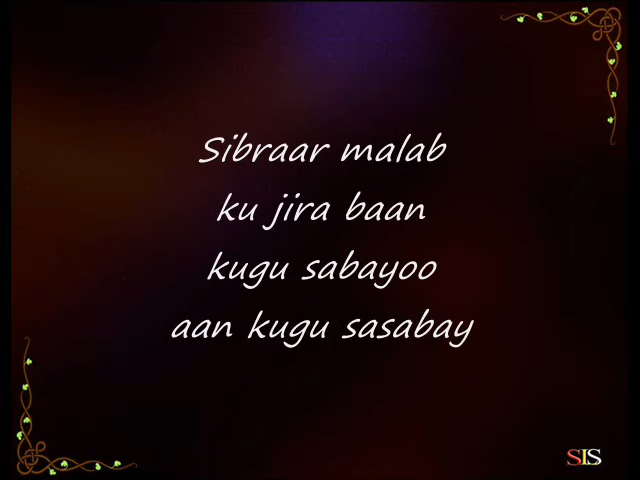 Sibraar malab
ku jira baan
kugu sabayoo
aan kugu sasabay
SIS